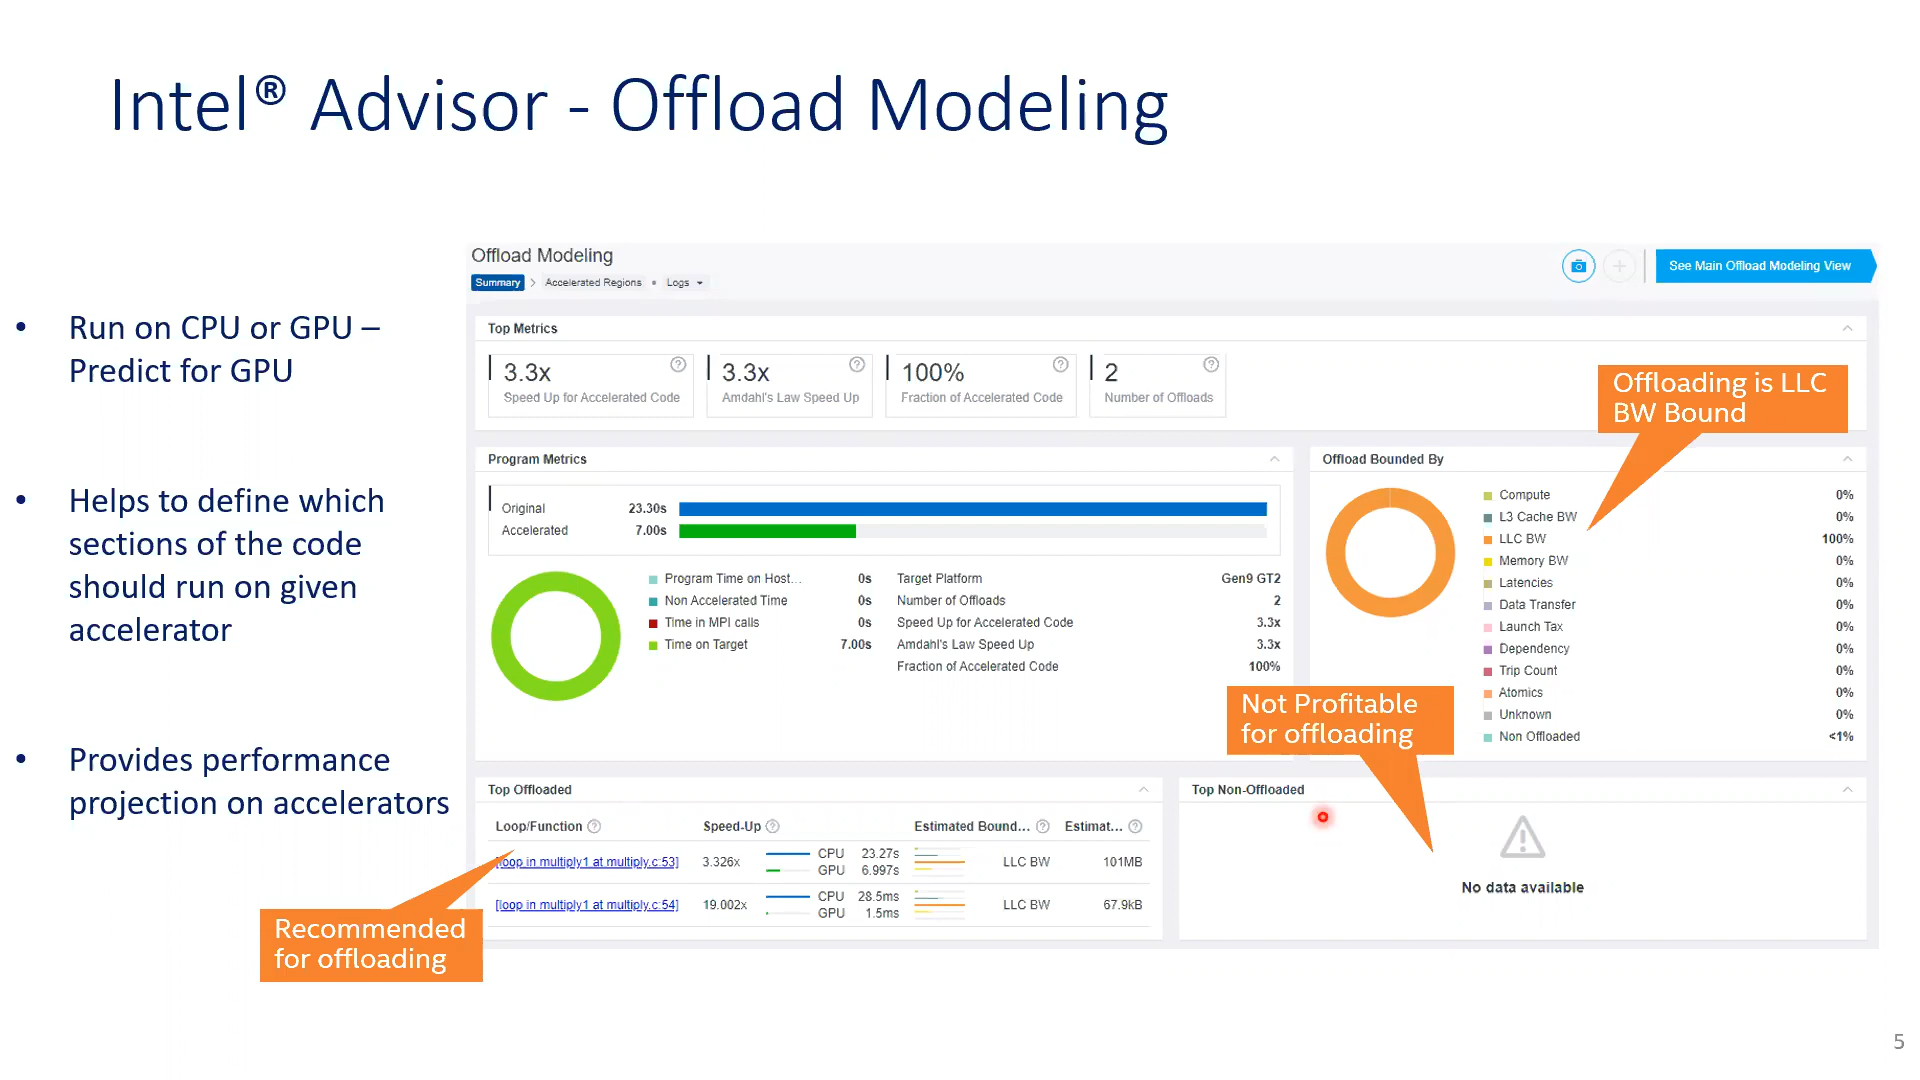 Intel® Advisor - Offload Modeling
• Run on CPU or GPU –
Predict for GPU
• Helps to define which
sections of the code
should run on given
accelerator
• Provides performance
projection on accelerators
Offload Modeling
Summary Accelerated Regions Logs
See Main Offload Modeling View
Top Metrics
3.3x
Speed Up for Accelerated Code
3.3x
Amdahl's Law Speed Up
100%
Fraction of Accelerated Code
2
Number of Offloads
Offloading is LLC
BW Bound
Program Metrics
Original 23.30s
Accelerated 7.00s
Program Time on Host... 0s
Non Accelerated Time 0s
Time in MPI calls 0s
Time on Target 7.00s
Target Platform Gen9 GT2
Number of Offloads 2
Speed Up for Accelerated Code 3.3x
Amdahl's Law Speed Up 3.3x
Fraction of Accelerated Code 100%
Offload Bounded By
Compute 0%
L3 Cache BW 0%
LLC BW 100%
Memory BW 0%
Latencies 0%
Data Transfer 0%
Launch Tax 0%
Dependency 0%
Trip Count 0%
Atomics 0%
Unknown 0%
Non Offloaded <1%
Not Profitable
for offloading
Top Offloaded
Loop/Function Speed-Up Estimated Bound... Estimat...
[loop in multiply1 at multiply.c:53] 3.326x CPU 23.27s GPU 6.997s LLC BW 101MB
[loop in multiply1 at multiply.c:54] 19.002x CPU 28.5ms GPU 1.5ms LLC BW 67.9kB
Recommended
for offloading
Top Non-Offloaded
No data available
5